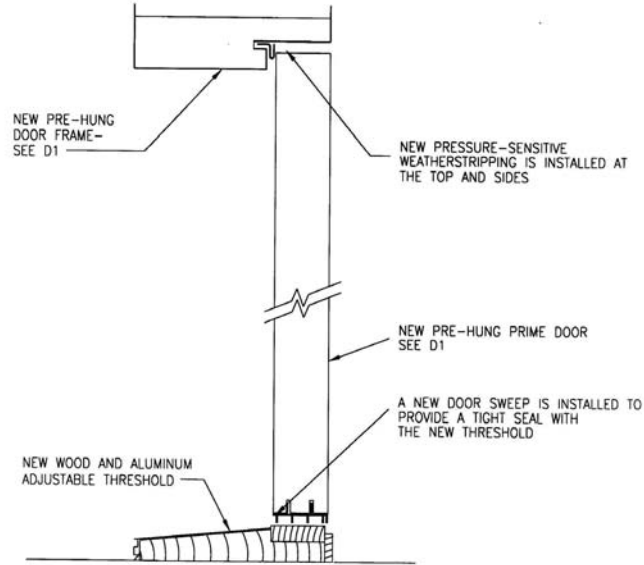 NEW PRE-HUNG
DOOR FRAME-
SEE D1
NEW PRESSURE-SENSITIVE
WEATHERSTRIPPING IS INSTALLED AT
THE TOP AND SIDES
NEW PRE-HUNG PRIME DOOR
SEE D1
A NEW DOOR SWEEP IS INSTALLED TO
PROVIDE A TIGHT SEAL WITH
THE NEW THRESHOLD
NEW WOOD AND ALUMINUM
ADJUSTABLE THRESHOLD